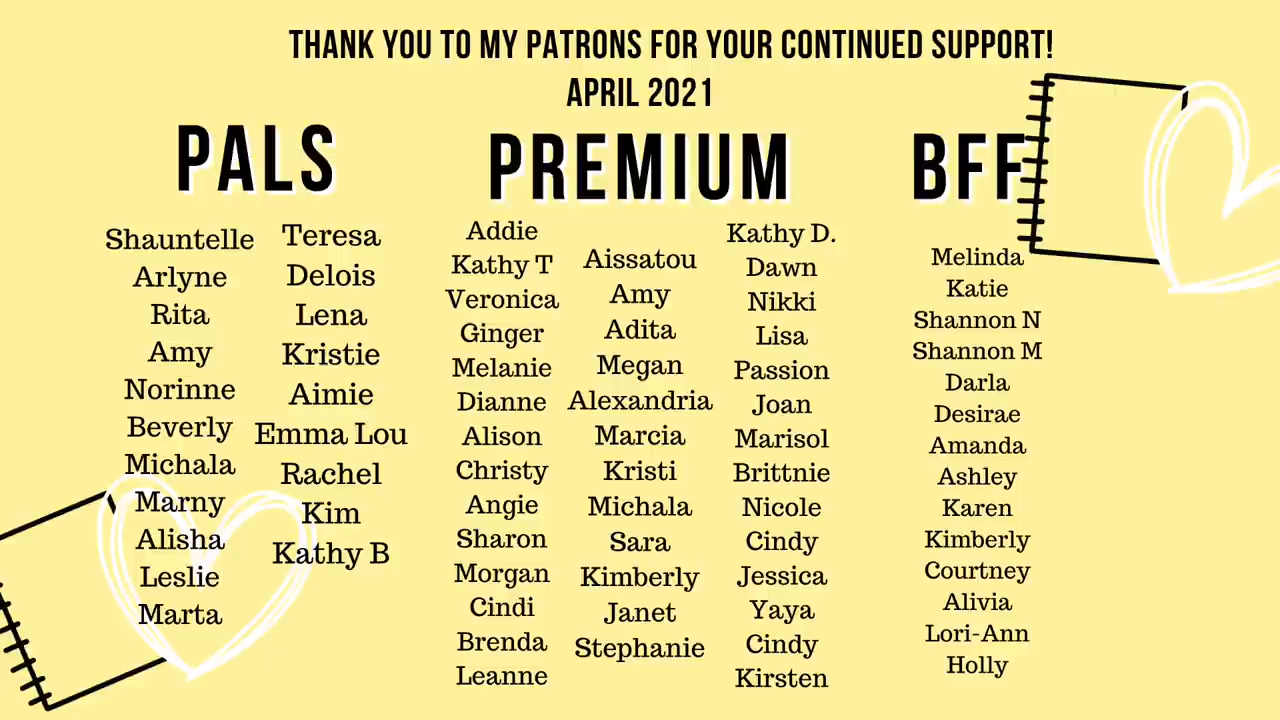 THANK YOU TO MY PATRONS FOR YOUR CONTINUED SUPPORT!
APRIL 2021
PALS
Shauntelle
Arlyne
Rita
Amy
Norinne
Beverly
Michala
Marny
Alisha
Leslie
Marta
Teresa
Delois
Lena
Kristie
Aimie
Emma Lou
Rachel
Kim
Kathy B
PREMIUM
Addie
Kathy T
Veronica
Ginger
Melanie
Dianne
Alison
Christy
Angie
Sharon
Morgan
Cindi
Brenda
Leanne
Aissatou
Amy
Adita
Megan
Alexandria
Marcia
Kristi
Michala
Sara
Kimberly
Janet
Stephanie
Kathy D.
Dawn
Nikki
Lisa
Passion
Joan
Marisol
Brittnie
Nicole
Cindy
Jessica
Yaya
Cindy
Kirsten
BFF
Melinda
Katie
Shannon N
Shannon M
Darla
Desirae
Amanda
Ashley
Karen
Kimberly
Courtney
Alivia
Lori-Ann
Holly